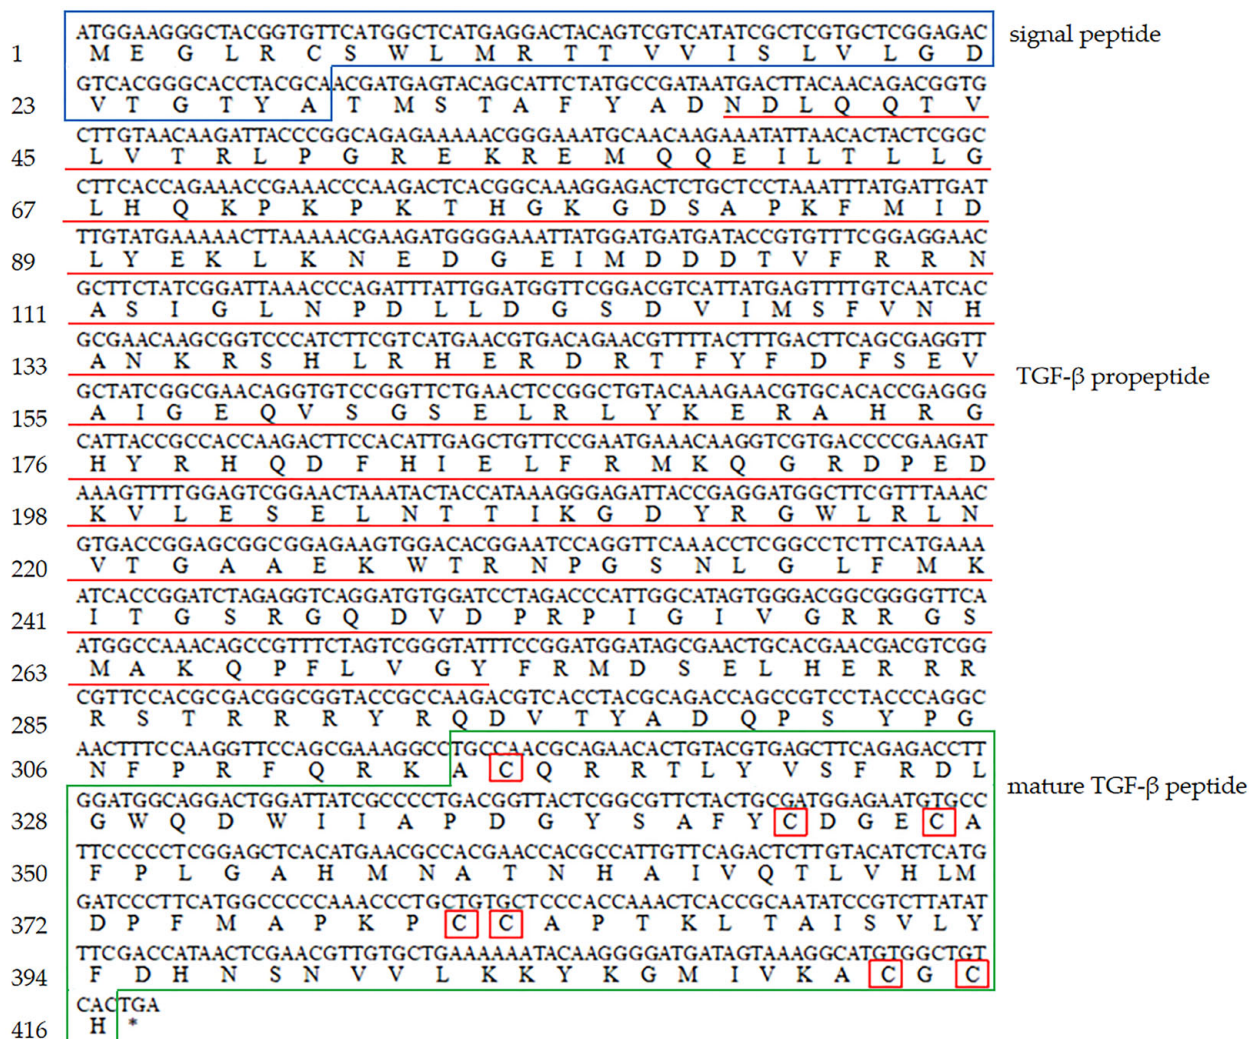 ATGGAAGGGCTACGGTGTTCATGGCTCATGAGGACTACAGTCGTCATATCGCTCGTGCTCGGAGAC
signal peptide
1 M E G L R C S W L M R T T V V I S L V L G D
GTCACGGGCACCTACGCAACGATGAGTACAGCATTCTATGCCGATAATGACTTACAACAGACGGTG
23 V T G T Y A T M S T A F Y A D N D L Q Q T V
CTTGTAACAAGATTACCCGGCAGAGAAAAACGGGAAATGCAACAAGAAATATTAACACTACTCGGC
45 L V T R L P G R E K R E M Q Q E I L T L L G
CTTCACCAGAAACCGAAACCCAAGACTCACGGCAAAGGAGACTCTGCTCCTAAATTTATGATTGAT
67 L H Q K P K P K T H G K G D S A P K F M I D
TTGTATGAAAAACTTAAAAACGAAGATGGGGAAATTATGGATGATGATACCGTGTTTCGGAGGAAC
89 L Y E K L K N E D G E I M D D D T V F R R N
GCTTCTATCGGATTAAACCCAGATTTATTGGATGGTTCGGACGTCATTATGAGTTTTGTCAATCAC
111 A S I G L N P D L L D G S D V I M S F V N H
GCGAACAAGCGGTCCCATCTTCGTCATGAACGTGACAGAACGTTTTACTTTGACTTCAGCGAGGTT
133 A N K R S H L R H E R D R T F Y F D F S E V
TGF-β propeptide
GCTATCGGCGAACAGGTGTCCGGTTCTGAACTCCGGCTGTACAAAGAACGTGCACACCGAGGG
155 A I G E Q V S G S E L R L Y K E R A H R G
CATTACCGCCACCAAGACTTCCACATTGAGCTGTTCCGAATGAAACAAGGTCGTGACCCCGAAGAT
176 H Y R H Q D F H I E L F R M K Q G R D P E D
AAAGTTTTGGAGTCGGAACTAAATACTACCATAAAGGGAGATTACCGAGGATGGCTTCGTTTAAAC
198 K V L E S E L N T T I K G D Y R G W L R L N
GTGACCGGAGCGGCGGAGAAGTGGACACGGAATCCAGGTTCAAACCTCGGCCTCTTCATGAAA
220 V T G A A E K W T R N P G S N L G L F M K
ATCACCGGATCTAGAGGTCAGGATGTGGATCCTAGACCCATTGGCATAGTGGGACGGCGGGGTTCA
241 I T G S R G Q D V D P R P I G I V G R R G S
ATGGCCAAACAGCCGTTTCTAGTCGGGTATTTCCGGATGGATAGCGAACTGCACGAACGACGTCGG
263 M A K Q P F L V G Y F R M D S E L H E R R R
CGTTCCACGCGACGGCGGTACCGCCAAGACGTCACCTACGCAGACCAGCCGTCCTACCCAGGC
285 R S T R R R Y R Q D V T Y A D Q P S Y P G
AACTTTCCAAGGTTCCAGCGAAAGGCCTGCCAACGCAGAACACTGTACGTGAGCTTCAGAGACCTT
306 N F P R F Q R K A C Q R R T L Y V S F R D L
mature TGF-β peptide
GGATGGCAGGACTGGATTATCGCCCCTGACGGTTACTCGGCGTTCTACTGCGATGGAGAATGTGCC
328 G W Q D W I I A P D G Y S A F Y C D G E C A
TTCCCCCTCGGAGCTCACATGAACGCCACGAACCACGCCATTGTTCAGACTCTTGTACATCTCATG
350 F P L G A H M N A T N H A I V Q T L V H L M
GATCCCTTCATGGCCCCCAAACCCTGCTGTGCTCCCACCAAACTCACCGCAATATCCGTCTTATAT
372 D P F M A P K P C C A P T K L T A I S V L Y
TTCGACCATAACTCGAACGTTGTGCTGAAAAAATACAAGGGGATGATAGTAAAGGCATGTGGCTGT
394 F D H N S N V V L K K Y K G M I V K A C G C
CACTGA
416 H *